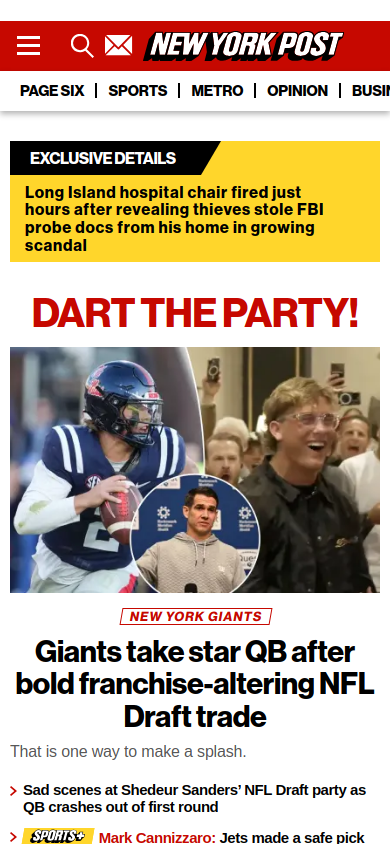 NEW YORK POST
PAGE SIX
SPORTS
METRO
OPINION
BUSIN
EXCLUSIVE DETAILS
Long Island hospital chair fired just
hours after revealing thieves stole FBI
probe docs from his home in growing
scandal
DART THE PARTY!
2
NEW YORK GIANTS
Giants take star QB after
bold franchise-altering NFL
Draft trade
That is one way to make a splash.
Sad scenes at Shedeur Sanders’ NFL Draft party as
QB crashes out of first round
SPORTS+ Mark Cannizzaro: Jets made a safe pick